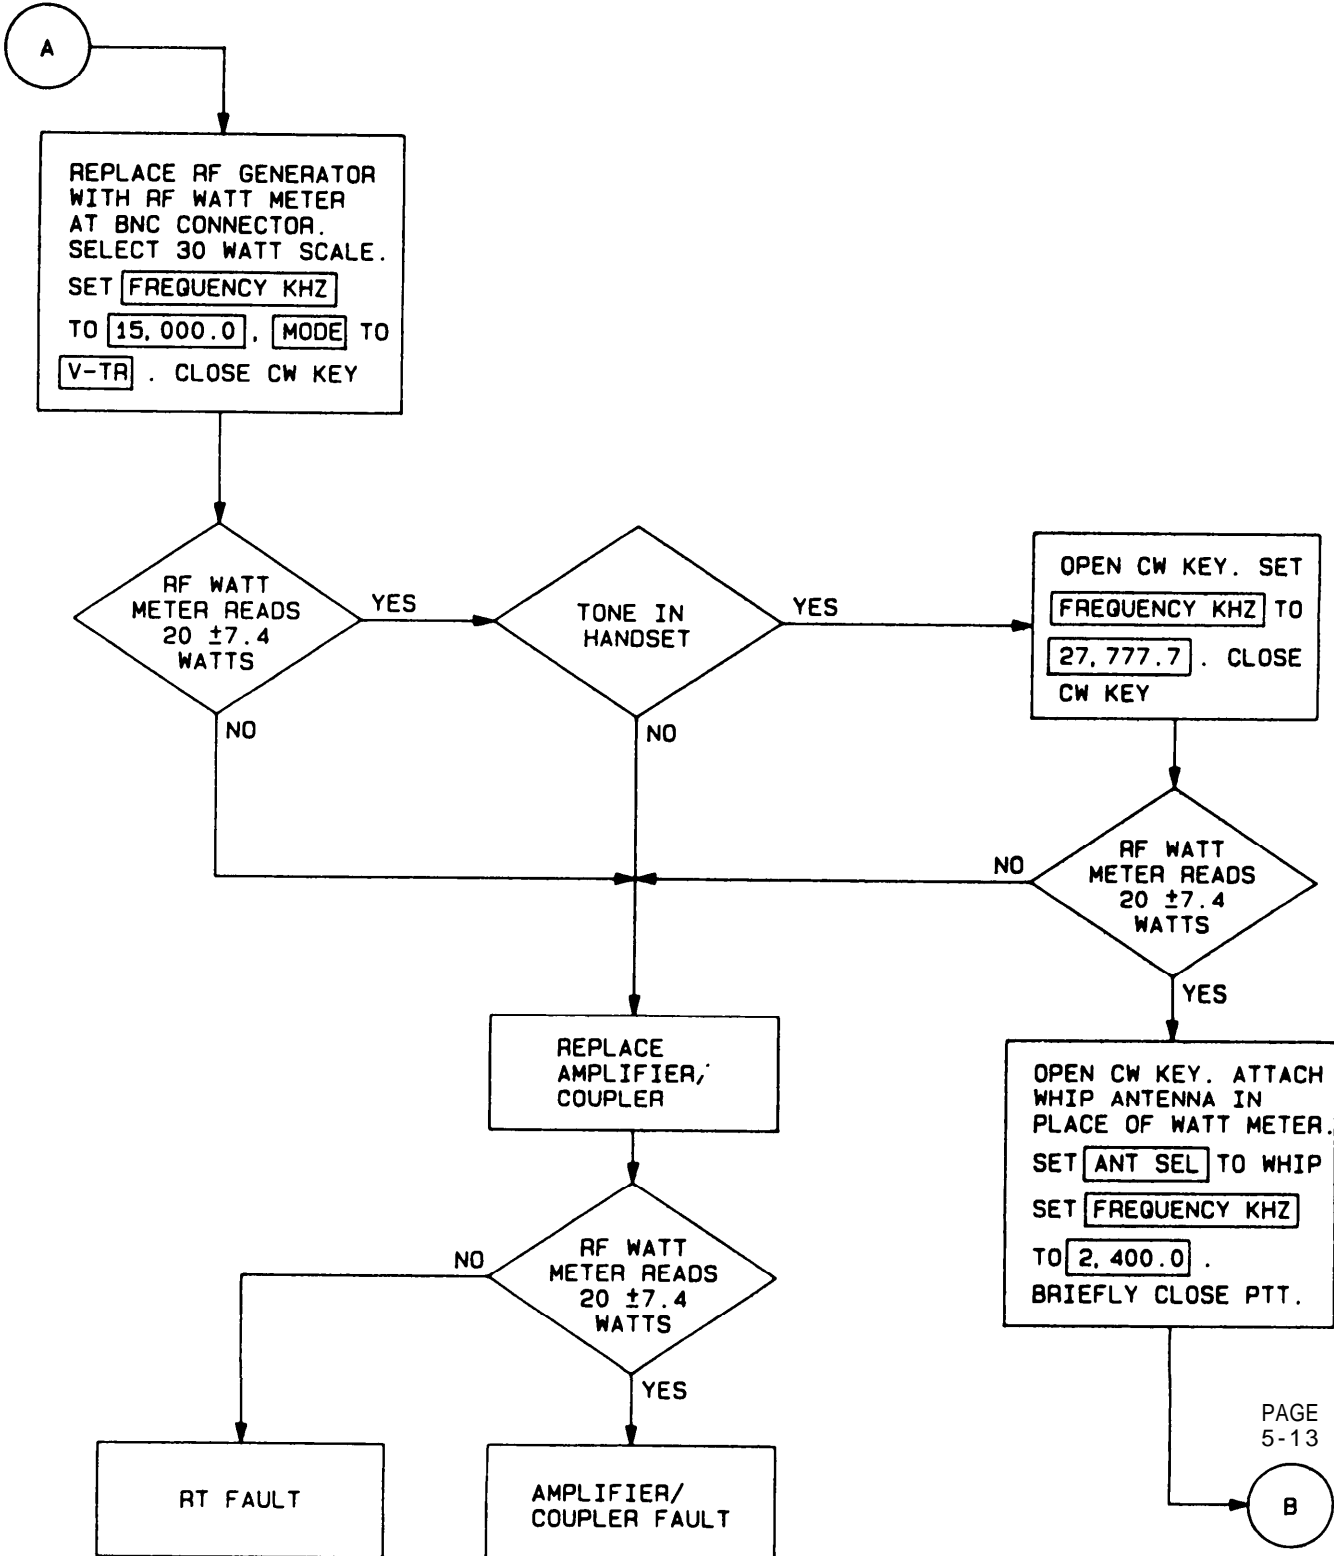 A
REPLACE RF GENERATOR
WITH RF WATT METER
AT BNC CONNECTOR.
SELECT 30 WATT SCALE.
SET FREQUENCY KHZ
TO 15,000.0 , MODE TO
V-TR . CLOSE CW KEY
RF WATT
METER READS
20 ±7.4
WATTS
YES
NO
TONE IN
HANDSET
YES
NO
OPEN CW KEY. SET
FREQUENCY KHZ TO
27,777.7 . CLOSE
CW KEY
RF WATT
METER READS
20 ±7.4
WATTS
NO
YES
REPLACE
AMPLIFIER/
COUPLER
OPEN CW KEY. ATTACH
WHIP ANTENNA IN
PLACE OF WATT METER.
SET ANT SEL TO WHIP
SET FREQUENCY KHZ
TO 2,400.0 .
BRIEFLY CLOSE PTT.
RF WATT
METER READS
20 ±7.4
WATTS
NO
YES
RT FAULT
AMPLIFIER/
COUPLER FAULT
PAGE
5-13
B